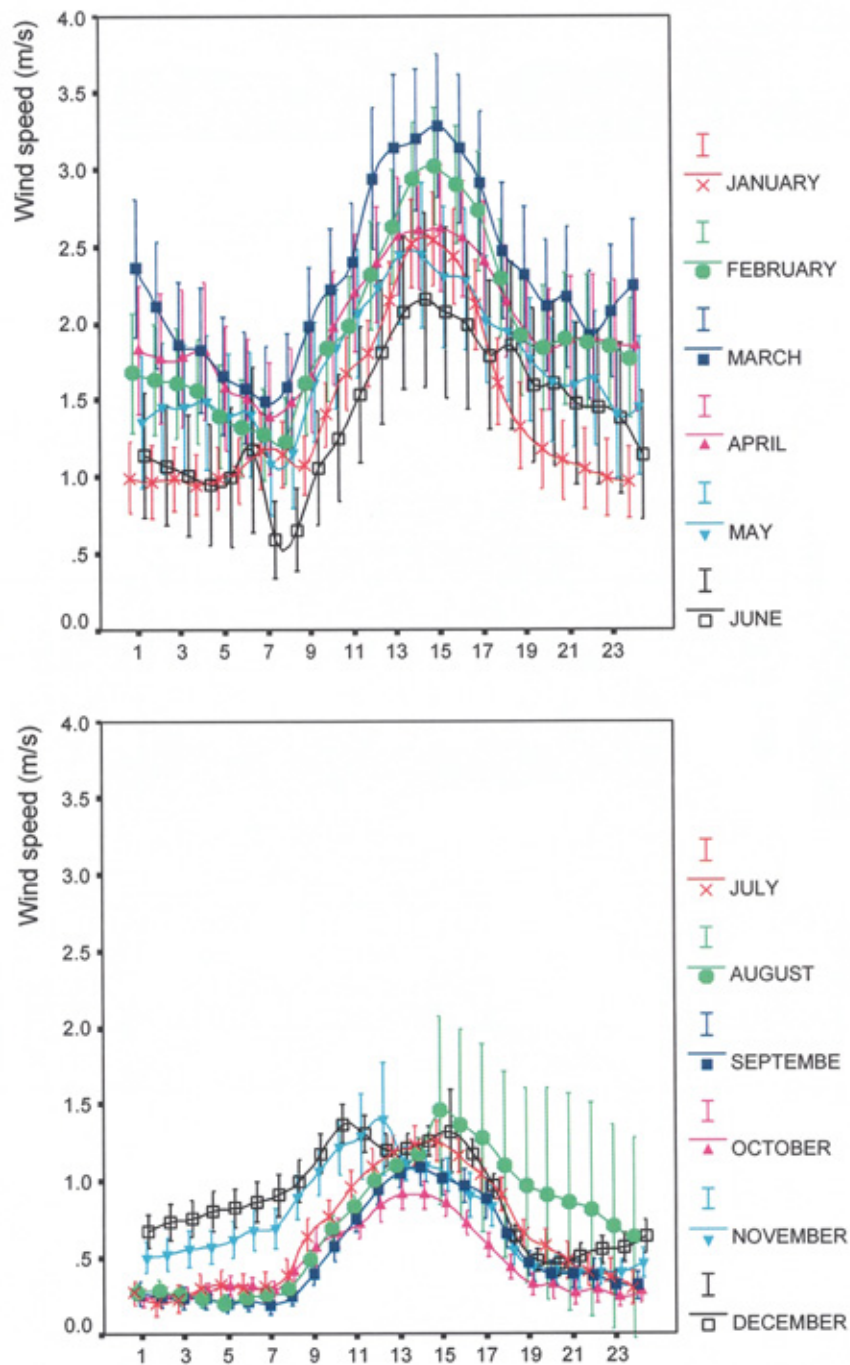 Wind speed (m/s)
4.0
3.5
3.0
2.5
2.0
1.5
1.0
.5
0.0
1 3 5 7 9 11 13 15 17 19 21 23
JANUARY
FEBRUARY
MARCH
APRIL
MAY
JUNE
Wind speed (m/s)
4.0
3.5
3.0
2.5
2.0
1.5
1.0
.5
0.0
1 3 5 7 9 11 13 15 17 19 21 23
JULY
AUGUST
SEPTEMBE
OCTOBER
NOVEMBER
DECEMBER